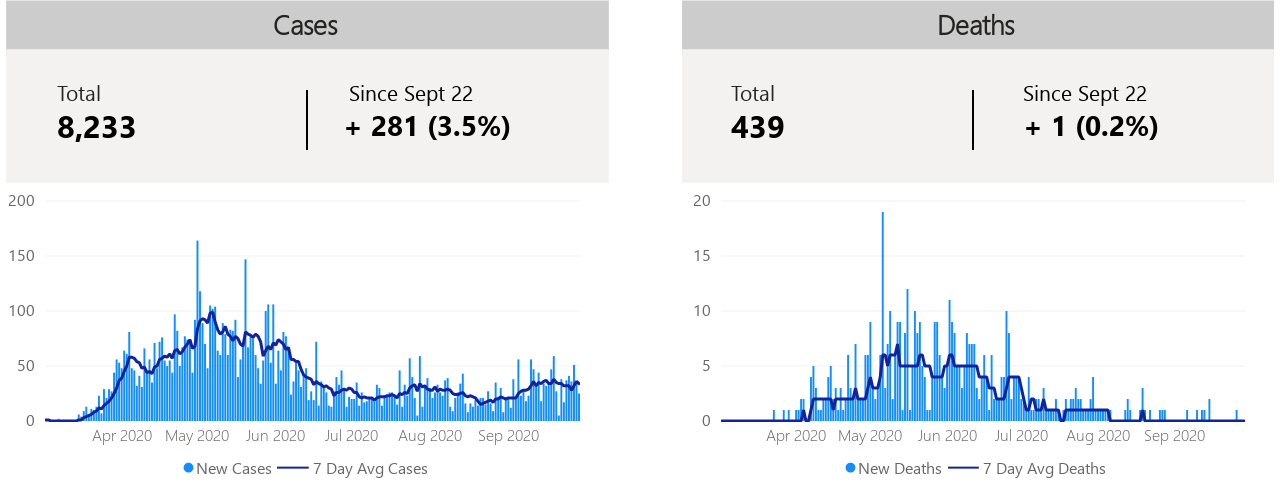 Cases
Total
Since Sept 22
8,233
+ 281 (3.5%)
200
150
100
50
0
Apr 2020 May 2020 Jun 2020 Jul 2020 Aug 2020 Sep 2020
New Cases 7 Day Avg Cases
Deaths
Total
Since Sept 22
439
+ 1 (0.2%)
20
15
10
5
0
Apr 2020 May 2020 Jun 2020 Jul 2020 Aug 2020 Sep 2020
New Deaths 7 Day Avg Deaths